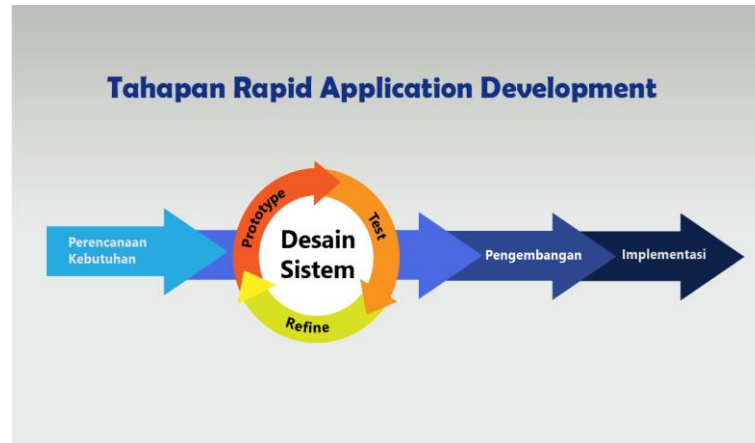 Tahapan Rapid Application Development
Perencanaan
Kebutuhan
Prototype
Test
Refine
Desain
Sistem
Pengembangan
Implementasi